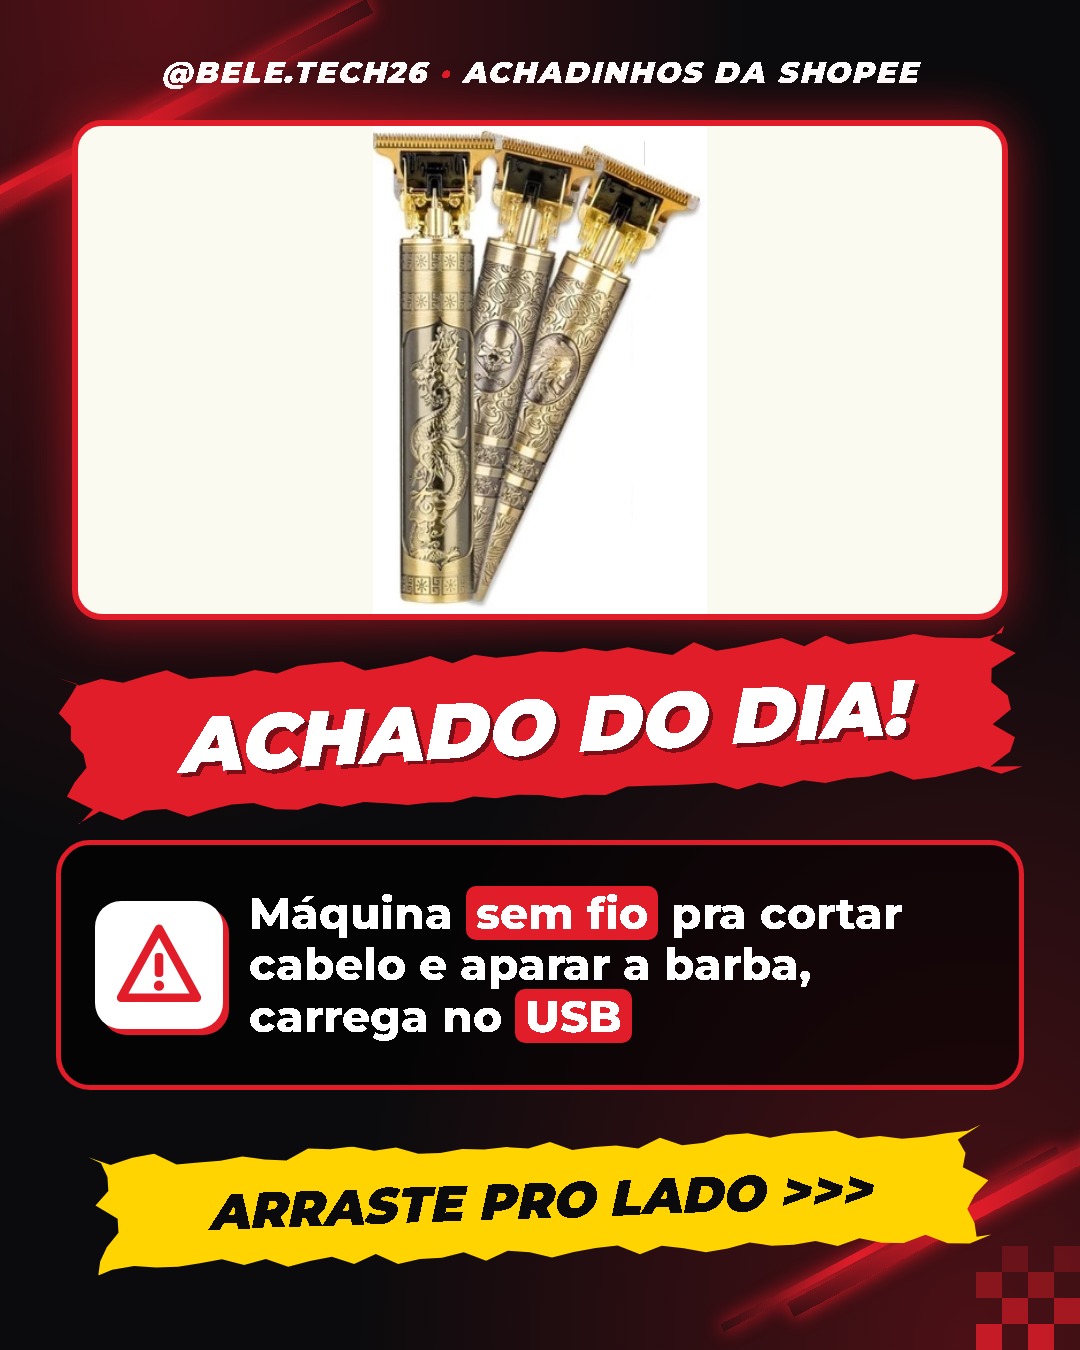 @BELE.TECH26 • ACHADINHOS DA SHOPEE
ACHADO DO DIA!
Máquina sem fio pra cortar
cabelo e aparar a barba,
carrega no USB
ARRASTE PRO LADO >>>